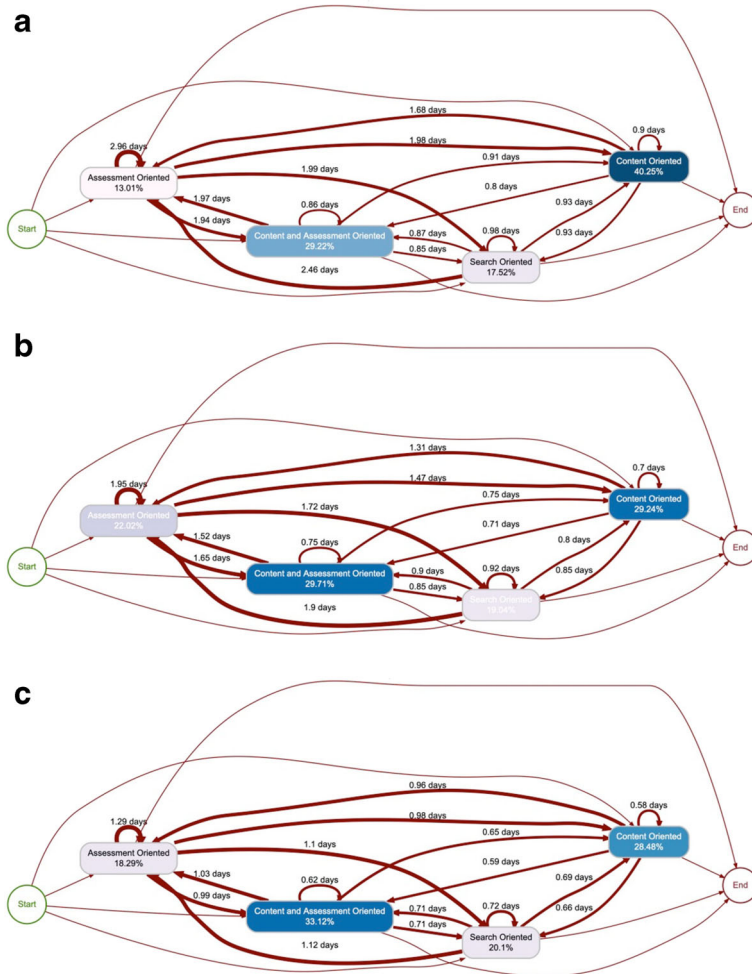 a
1.68 days
2.96 days
1.98 days
0.9 days
Assessment Oriented
13.01%
1.99 days
0.91 days
Content Oriented
40.25%
0.8 days
1.97 days
0.86 days
1.94 days
0.93 days
End
Start
Content and Assessment Oriented
29.22%
0.87 days
0.98 days
0.93 days
0.85 days
Search Oriented
17.52%
2.46 days
b
1.31 days
1.95 days
1.47 days
0.7 days
Assessment Oriented
22.02%
1.72 days
0.75 days
Content Oriented
29.24%
0.71 days
1.52 days
0.75 days
1.65 days
0.8 days
End
Start
Content and Assessment Oriented
29.71%
0.9 days
0.92 days
0.85 days
0.85 days
Search Oriented
1.9 days
c
0.96 days
1.29 days
0.98 days
0.58 days
Assessment Oriented
18.29%
1.1 days
0.65 days
Content Oriented
28.48%
0.59 days
1.03 days
0.62 days
0.99 days
0.69 days
End
Start
Content and Assessment Oriented
33.12%
0.71 days
0.72 days
0.66 days
0.71 days
Search Oriented
20.1%
1.12 days